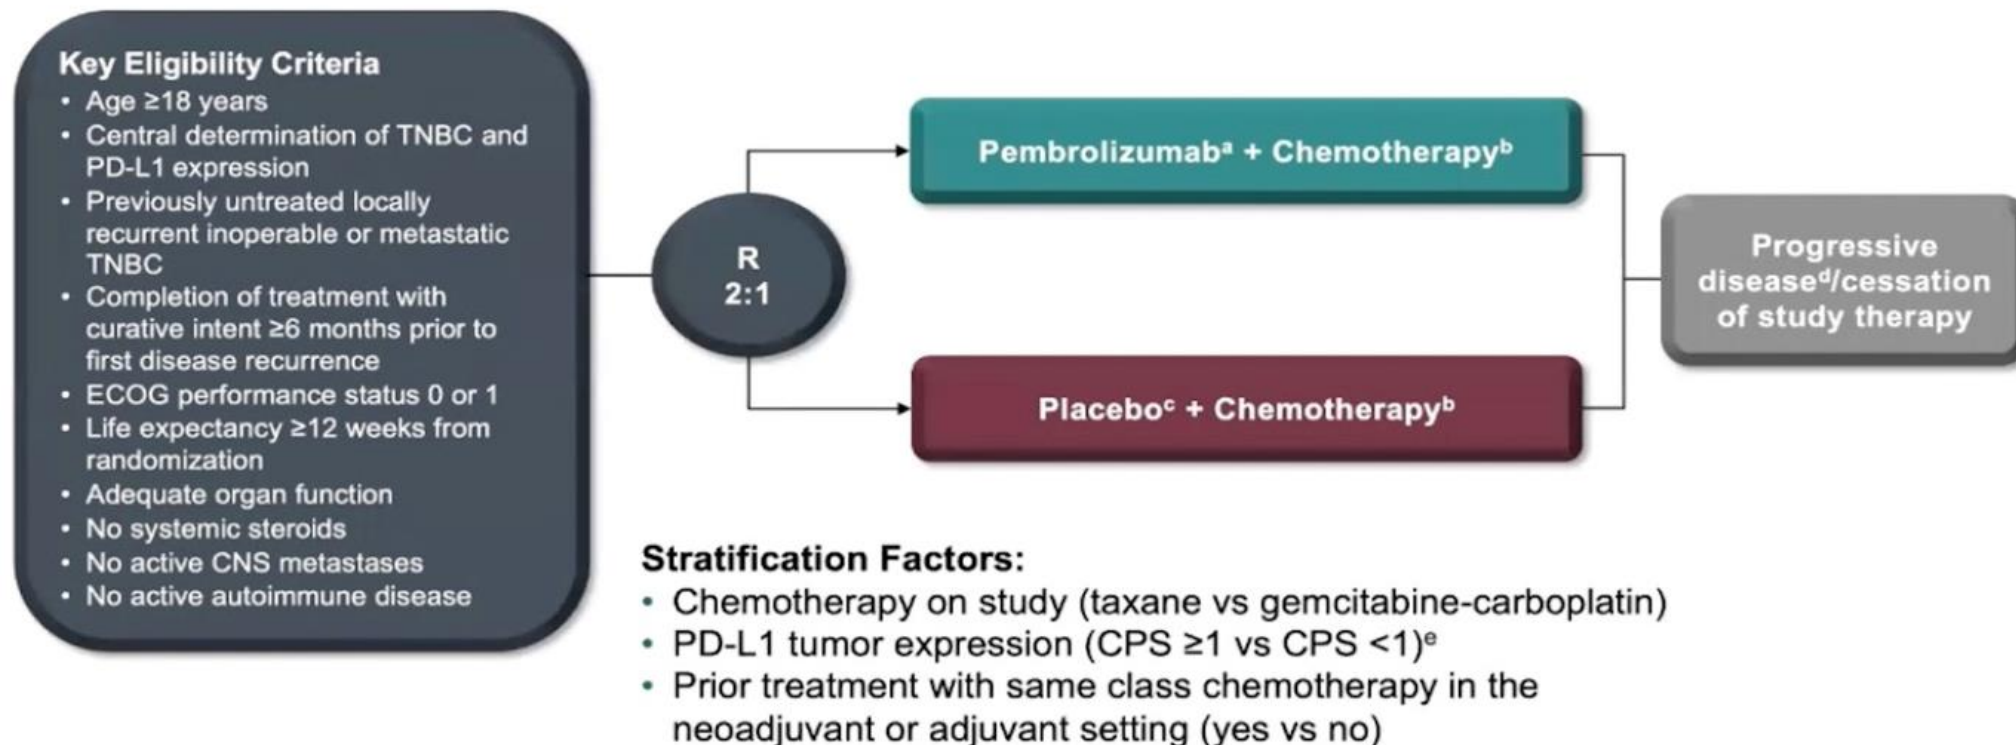 Key Eligibility Criteria
• Age ≥18 years
• Central determination of TNBC and
PD-L1 expression
• Previously untreated locally
recurrent inoperable or metastatic
TNBC
• Completion of treatment with
curative intent ≥6 months prior to
first disease recurrence
• ECOG performance status 0 or 1
• Life expectancy ≥12 weeks from
randomization
• Adequate organ function
• No systemic steroids
• No active CNS metastases
• No active autoimmune disease
R
2:1
Pembrolizumabᵃ + Chemotherapyᵇ
Placeboᶜ + Chemotherapyᵇ
Progressive
diseaseᵈ/cessation
of study therapy
Stratification Factors:
• Chemotherapy on study (taxane vs gemcitabine-carboplatin)
• PD-L1 tumor expression (CPS ≥1 vs CPS <1)ᵉ
• Prior treatment with same class chemotherapy in the
neoadjuvant or adjuvant setting (yes vs no)